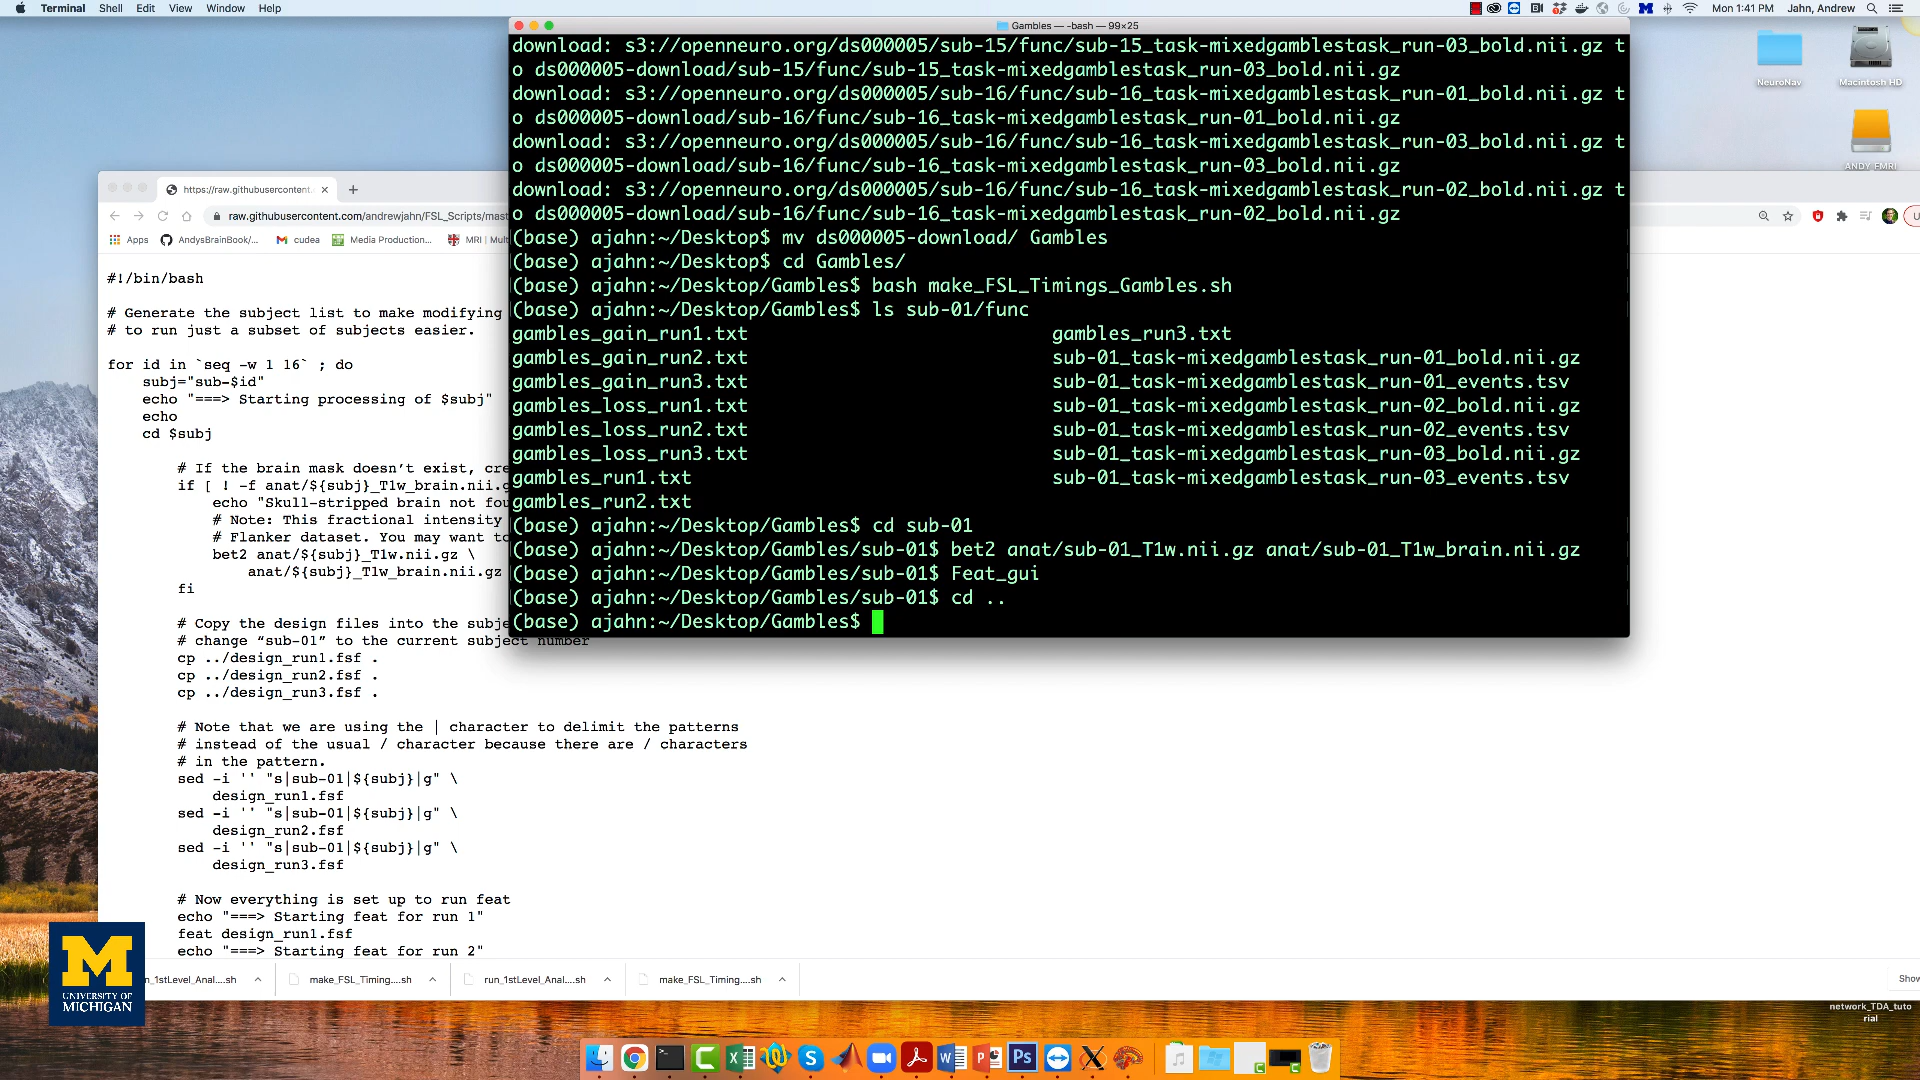 Terminal Shell Edit View Window Help
Mon 1:41 PM Jahn, Andrew
Gambles — -bash — 99×25
download: s3://openneuro.org/ds000005/sub-15/func/sub-15_task-mixedgamblestask_run-03_bold.nii.gz t
o ds000005-download/sub-15/func/sub-15_task-mixedgamblestask_run-03_bold.nii.gz
download: s3://openneuro.org/ds000005/sub-16/func/sub-16_task-mixedgamblestask_run-01_bold.nii.gz t
o ds000005-download/sub-16/func/sub-16_task-mixedgamblestask_run-01_bold.nii.gz
download: s3://openneuro.org/ds000005/sub-16/func/sub-16_task-mixedgamblestask_run-03_bold.nii.gz t
o ds000005-download/sub-16/func/sub-16_task-mixedgamblestask_run-03_bold.nii.gz
download: s3://openneuro.org/ds000005/sub-16/func/sub-16_task-mixedgamblestask_run-02_bold.nii.gz t
o ds000005-download/sub-16/func/sub-16_task-mixedgamblestask_run-02_bold.nii.gz
(base) ajahn:~/Desktop$ mv ds000005-download/ Gambles
(base) ajahn:~/Desktop$ cd Gambles/
(base) ajahn:~/Desktop/Gambles$ bash make_FSL_Timings_Gambles.sh
(base) ajahn:~/Desktop/Gambles$ ls sub-01/func
gambles_gain_run1.txt gambles_run3.txt
gambles_gain_run2.txt sub-01_task-mixedgamblestask_run-01_bold.nii.gz
gambles_gain_run3.txt sub-01_task-mixedgamblestask_run-01_events.tsv
gambles_loss_run1.txt sub-01_task-mixedgamblestask_run-02_bold.nii.gz
gambles_loss_run2.txt sub-01_task-mixedgamblestask_run-02_events.tsv
gambles_loss_run3.txt sub-01_task-mixedgamblestask_run-03_bold.nii.gz
gambles_run1.txt sub-01_task-mixedgamblestask_run-03_events.tsv
gambles_run2.txt
(base) ajahn:~/Desktop/Gambles$ cd sub-01
(base) ajahn:~/Desktop/Gambles/sub-01$ bet2 anat/sub-01_T1w.nii.gz anat/sub-01_T1w_brain.nii.gz
(base) ajahn:~/Desktop/Gambles/sub-01$ Feat_gui
(base) ajahn:~/Desktop/Gambles/sub-01$ cd ..
(base) ajahn:~/Desktop/Gambles$
NeuroNav
Macintosh HD
ANDY_FMRI
https://raw.githubusercontent.
raw.githubusercontent.com/andrewjahn/FSL_Scripts/mast
Apps AndysBrainBook/... cudea Media Production... MRI | Mult
#!/bin/bash
# Generate the subject list to make modifying
# to run just a subset of subjects easier.
for id in `seq -w 1 16` ; do
subj="sub-$id"
echo "===> Starting processing of $subj"
echo
cd $subj
# If the brain mask doesn’t exist, cre
if [ ! -f anat/${subj}_T1w_brain.nii.g
echo "Skull-stripped brain not fou
# Note: This fractional intensity
# Flanker dataset. You may want to
bet2 anat/${subj}_T1w.nii.gz \
anat/${subj}_T1w_brain.nii.gz
fi
# Copy the design files into the subje
# change “sub-01” to the current subject number
cp ../design_run1.fsf .
cp ../design_run2.fsf .
cp ../design_run3.fsf .
# Note that we are using the | character to delimit the patterns
# instead of the usual / character because there are / characters
# in the pattern.
sed -i '' "s|sub-01|${subj}|g" \
design_run1.fsf
sed -i '' "s|sub-01|${subj}|g" \
design_run2.fsf
sed -i '' "s|sub-01|${subj}|g" \
design_run3.fsf
# Now everything is set up to run feat
echo "===> Starting feat for run 1"
feat design_run1.fsf
echo "===> Starting feat for run 2"
n_1stLevel_Anal....sh make_FSL_Timing....sh run_1stLevel_Anal....sh make_FSL_Timing....sh Show
M
UNIVERSITY OF
MICHIGAN
network_TDA_tuto
rial